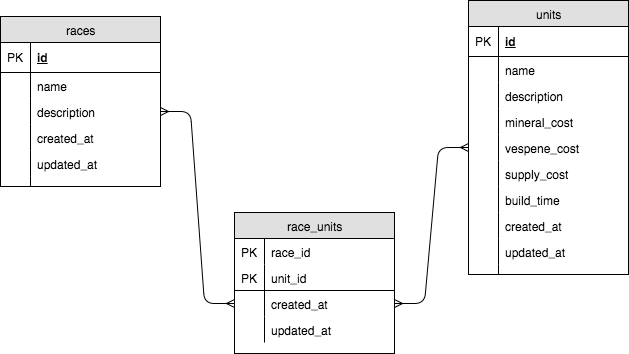 races
PK id
name
description
created_at
updated_at
units
PK id
name
description
mineral_cost
vespene_cost
supply_cost
build_time
created_at
updated_at
race_units
PK race_id
PK unit_id
created_at
updated_at